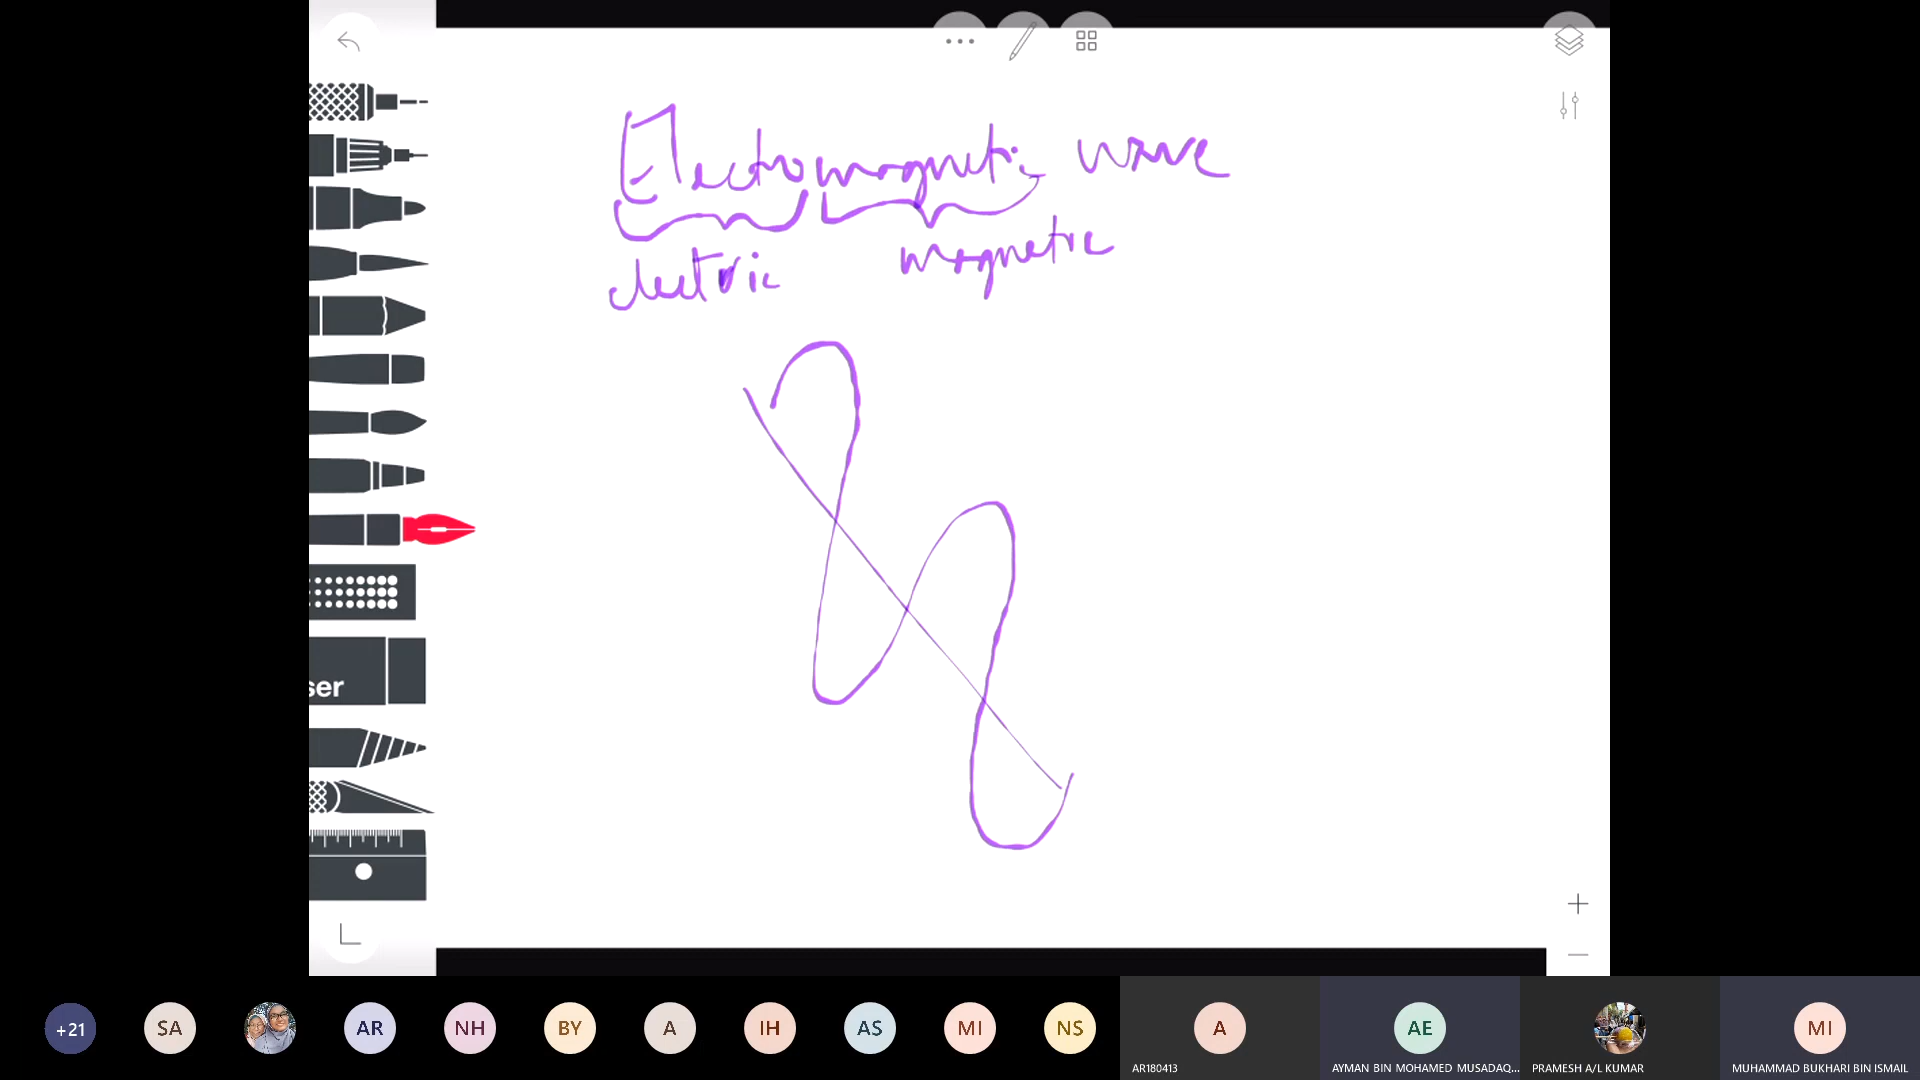 Electromagnetic wave
electric magnetic
ser
+21 SA AR NH BY A IH AS MI NS A AE MI
AR180413 AYMAN BIN MOHAMED MUSADAQ... PRAMESH A/L KUMAR MUHAMMAD BUKHARI BIN ISMAIL